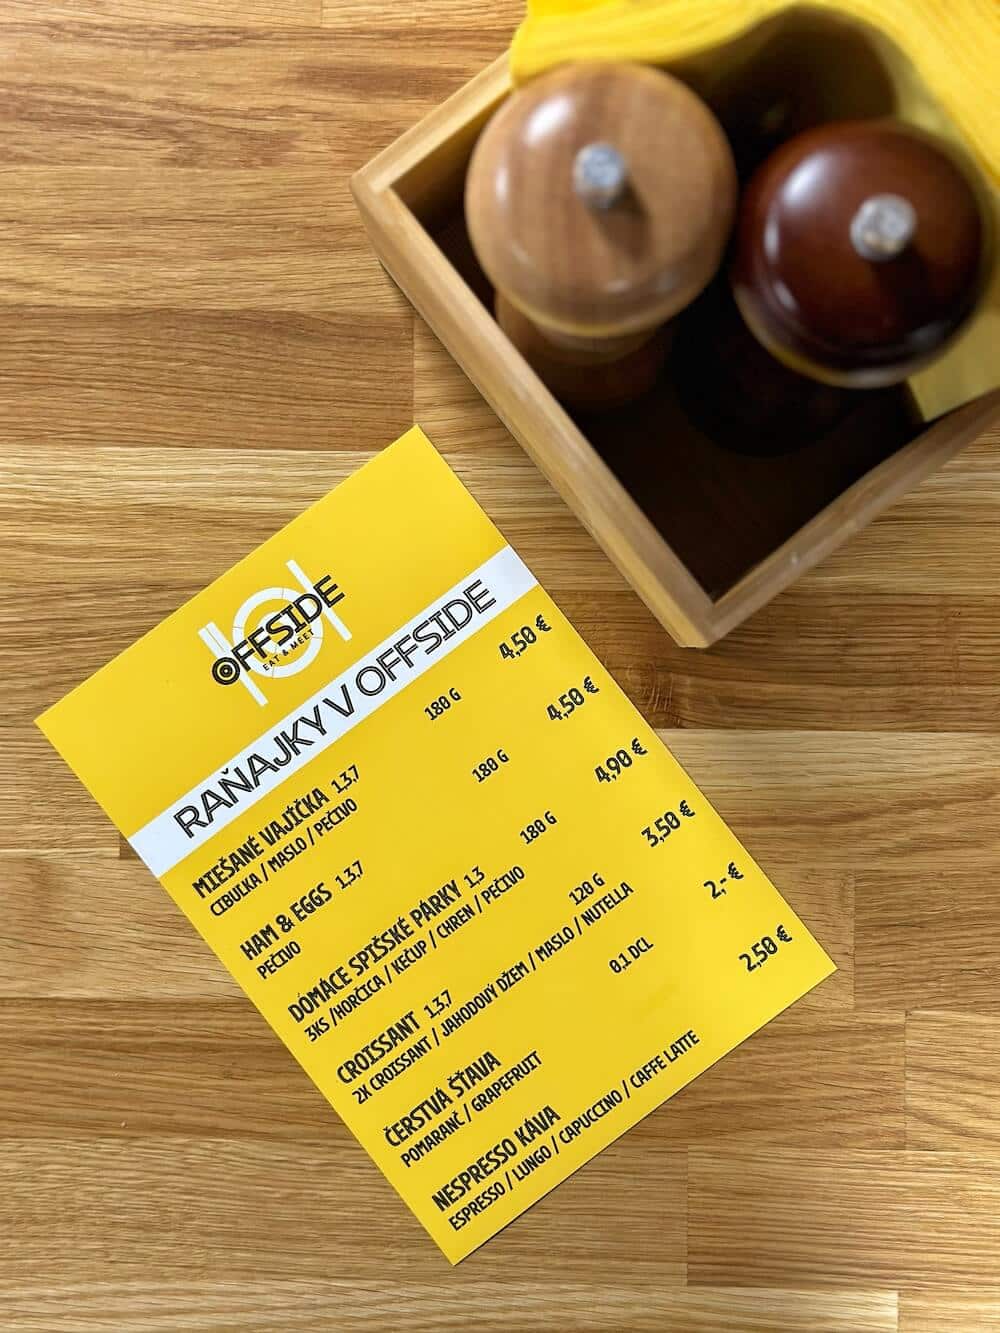 OFFSIDE
EAT & MEET
RAŇAJKY V OFFSIDE
MIEŠANÉ VAJÍČKA 1,3,7 180 G 4,50 €
CIBUĽKA / MASLO / PEČIVO
HAM & EGGS 1,3,7 180 G 4,50 €
PEČIVO
DOMÁCE SPIŠSKÉ PÁRKY 1,3 180 G 4,90 €
3KS /HORČICA / KEČUP / CHREN / PEČIVO
CROISSANT 1,3,7 120 G 3,50 €
2X CROISSANT / JAHODOVÝ DŽEM / MASLO / NUTELLA
ČERSTVÁ ŠŤAVA 0,1 DCL 2,- €
POMARANČ / GRAPEFRUIT
NESPRESSO KÁVA 2,50 €
ESPRESSO / LUNGO / CAPUCCINO / CAFFE LATTE